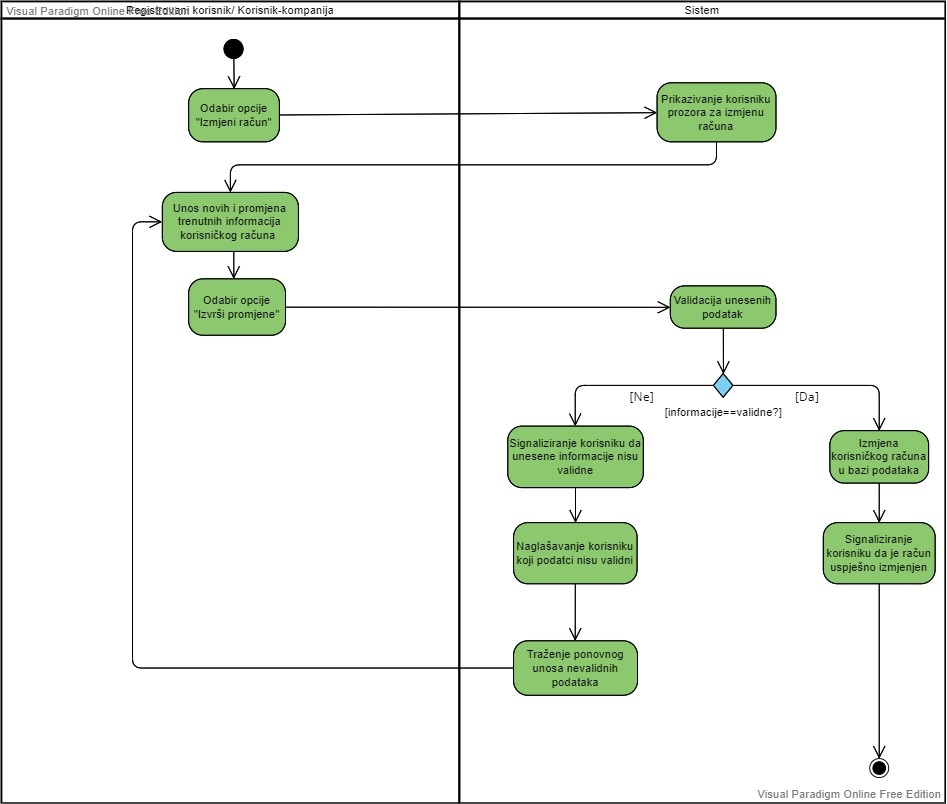 Visual Paradigm Online Free Edition
Registrovani korisnik/ Korisnik-kompanija
Sistem
Odabir opcije
"Izmjeni račun"
Prikazivanje korisniku
prozora za izmjenu
računa
Unos novih i promjena
trenutnih informacija
korisničkog računa
Odabir opcije
"Izvrši promjene"
Validacija unesenih
podatak
[Ne]
[Da]
[informacije==validne?]
Signaliziranje korisniku da
unesene informacije nisu
validne
Izmjena
korisničkog računa
u bazi podataka
Naglašavanje korisniku
koji podatci nisu validni
Signaliziranje
korisniku da je račun
uspješno izmjenjen
Traženje ponovnog
unosa nevalidnih
podataka
Visual Paradigm Online Free Edition